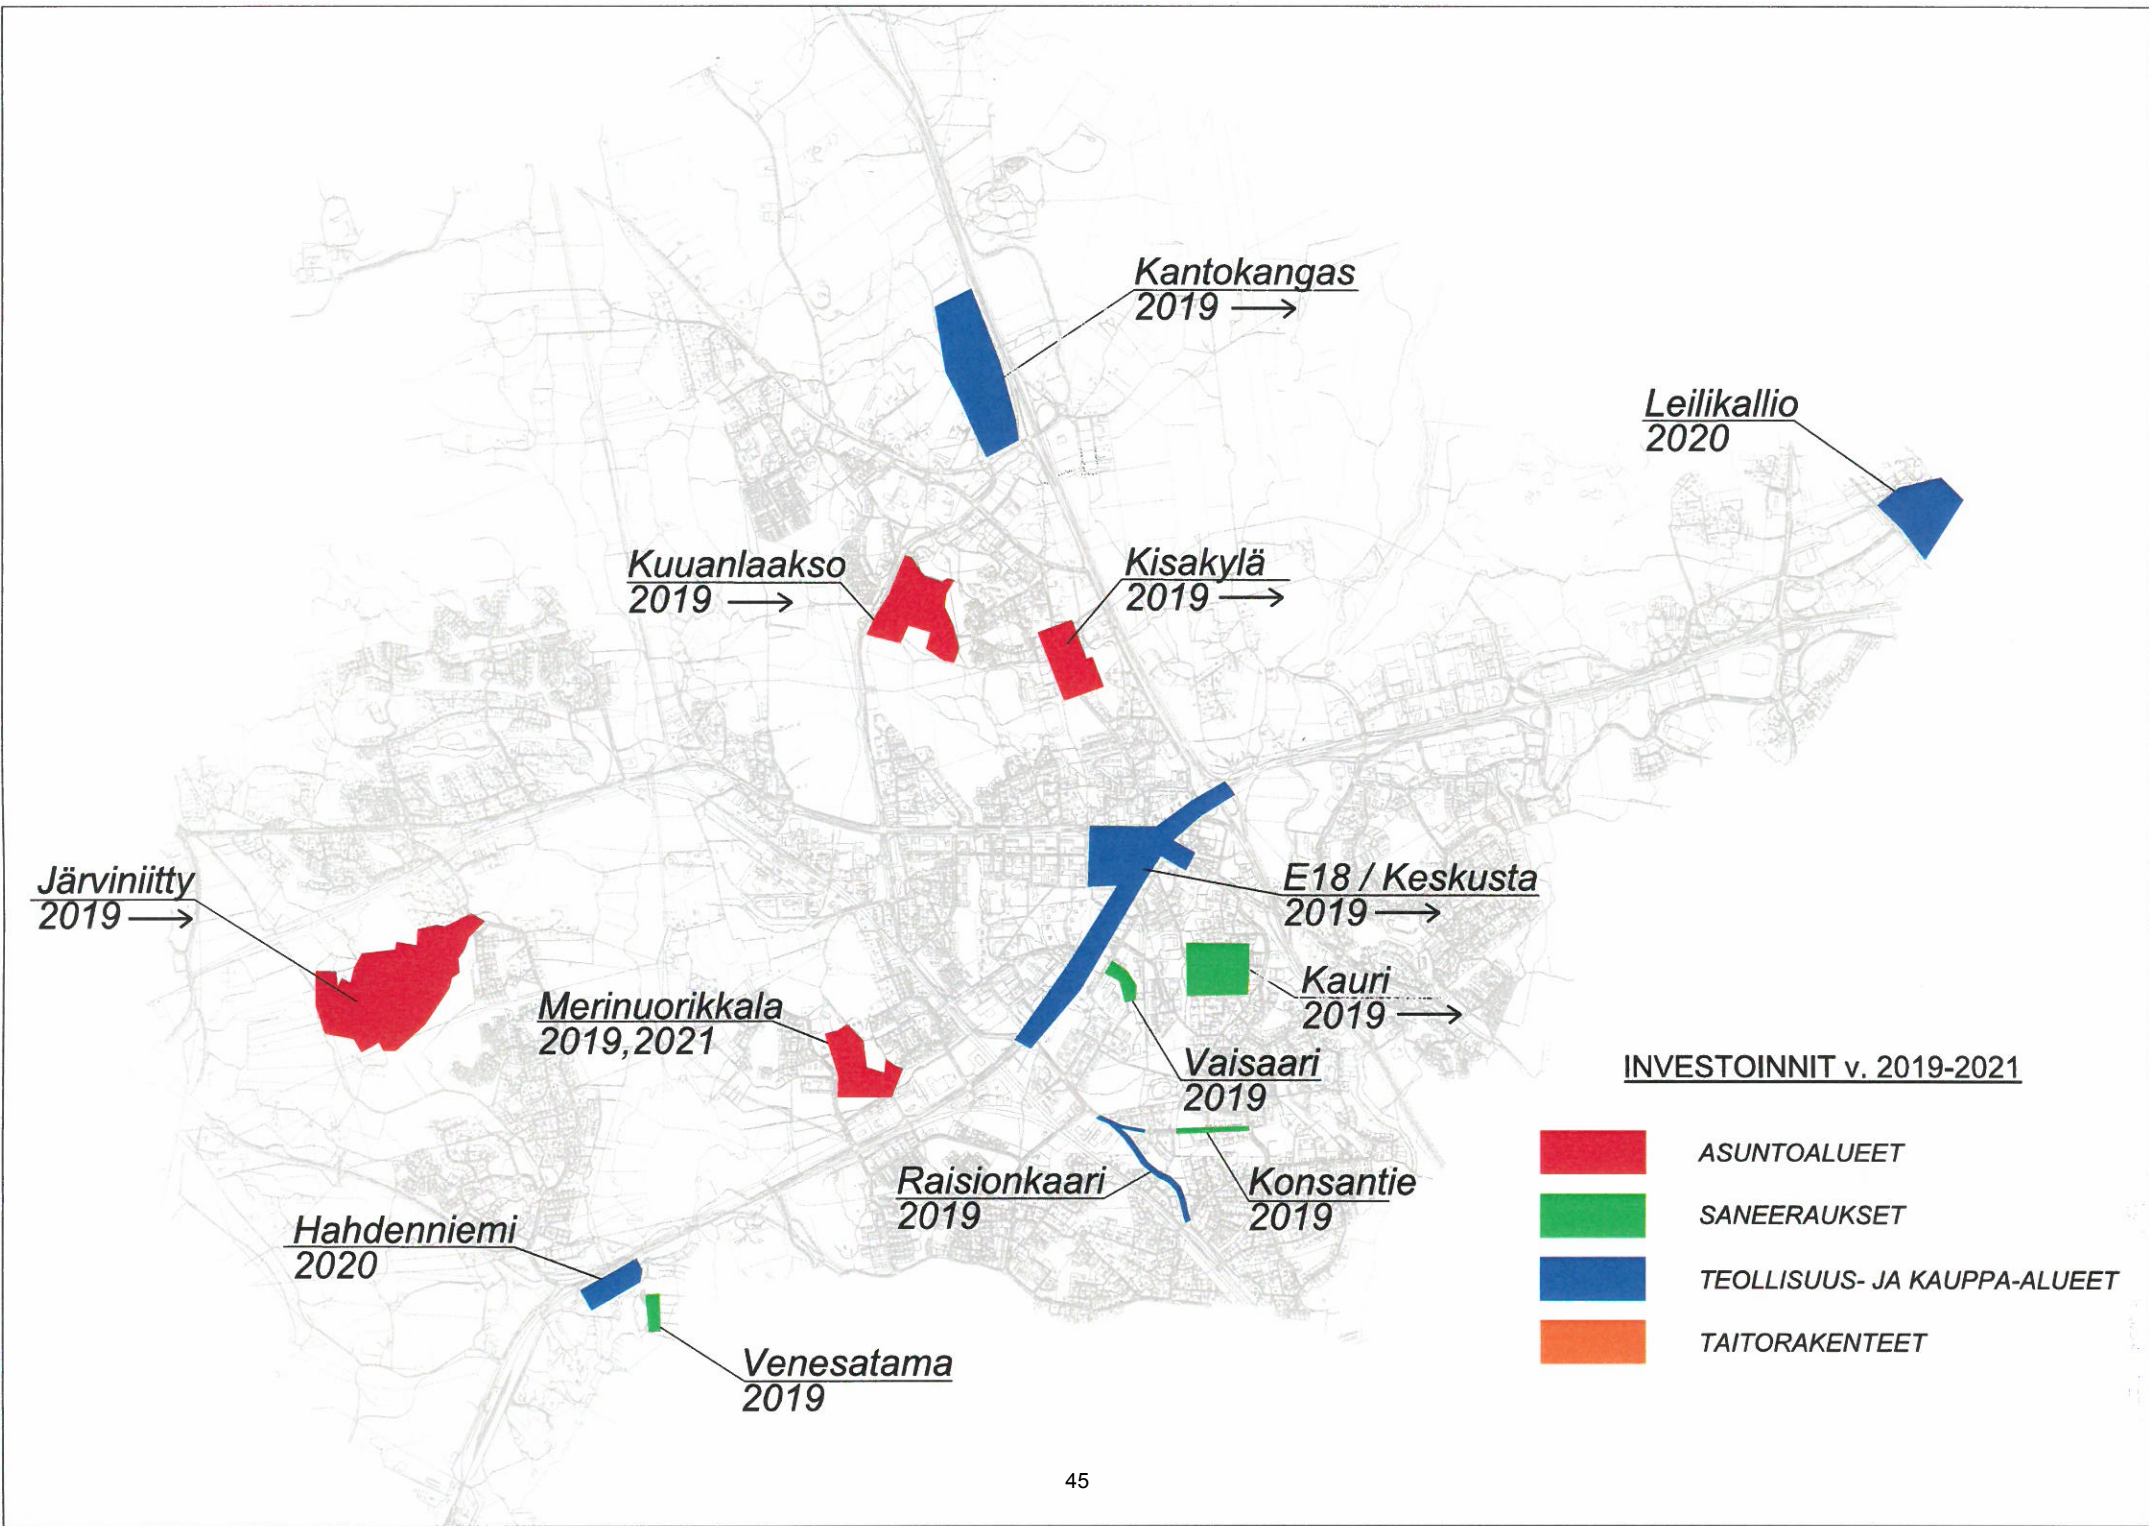 Kantokangas
2019 →
Leilikallio
2020
Kuuanlaakso
2019 →
Kisakylä
2019 →
Järviniitty
2019 →
E18 / Keskusta
2019 →
Kauri
2019 →
Merinuorikkala
2019,2021
Vaisaari
2019
INVESTOINNIT v. 2019-2021
ASUNTOALUEET
SANEERAUKSET
TEOLLISUUS- JA KAUPPA-ALUEET
TAITORAKENTEET
Raisionkaari
2019
Konsantie
2019
Hahdenniemi
2020
Venesatama
2019
45